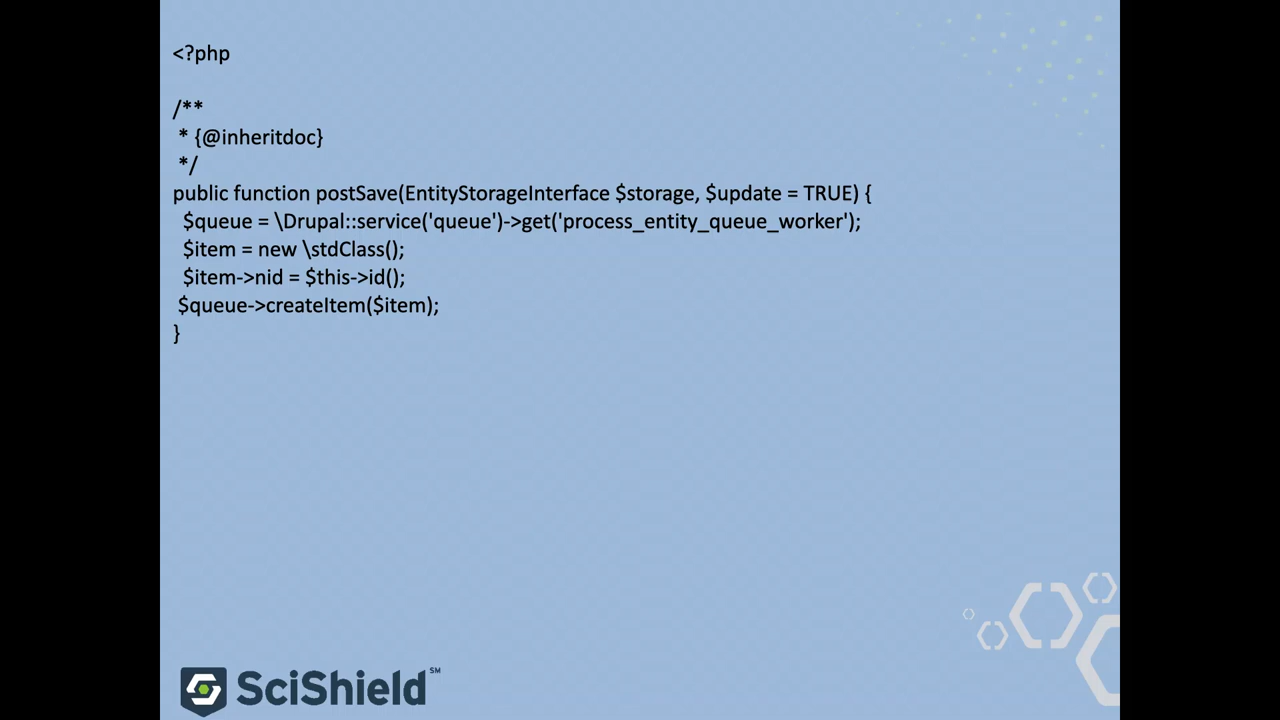 <?php
/**
 * {@inheritdoc}
 */
public function postSave(EntityStorageInterface $storage, $update = TRUE) {
  $queue = \Drupal::service('queue')->get('process_entity_queue_worker');
  $item = new \stdClass();
  $item->nid = $this->id();
 $queue->createItem($item);
}
SciShield℠